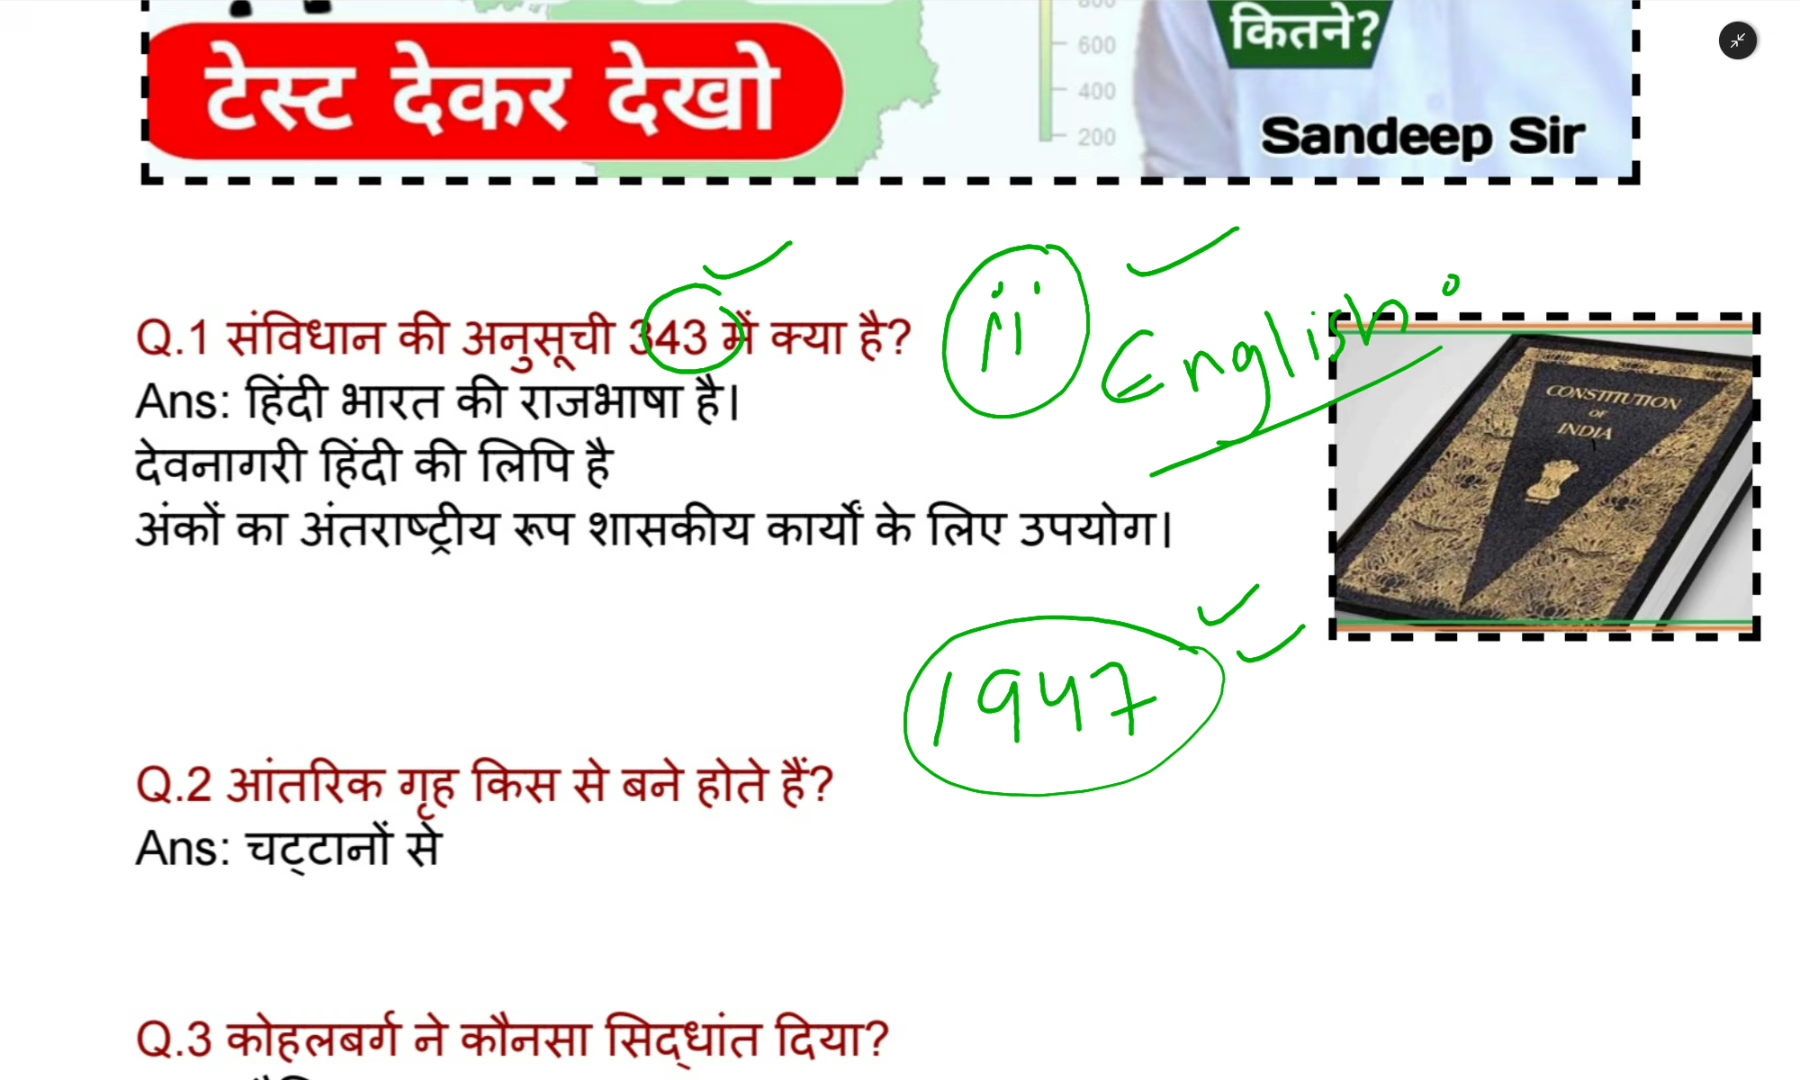 800
600
400
200
कितने?
टेस्ट देकर देखो
Sandeep Sir
Q.1 संविधान की अनुसूची 343 में क्या है?
ii
English
Ans: हिंदी भारत की राजभाषा है।
देवनागरी हिंदी की लिपि है
अंकों का अंतराष्ट्रीय रूप शासकीय कार्यों के लिए उपयोग।
CONSTITUTION
OF
INDIA
1947
Q.2 आंतरिक गृह किस से बने होते हैं?
Ans: चट्टानों से
Q.3 कोहलबर्ग ने कौनसा सिद्धांत दिया?